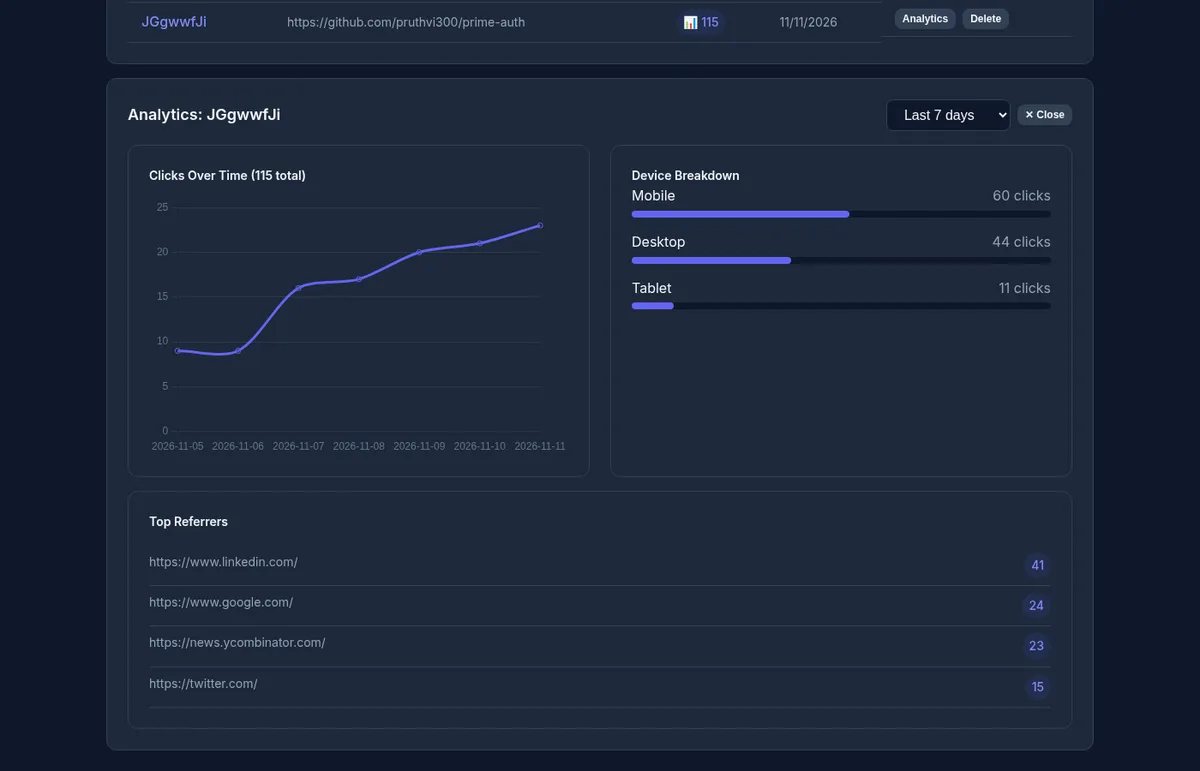 JGgwwfJi https://github.com/pruthvi300/prime-auth 📊 115 11/11/2026 Analytics Delete
Analytics: JGgwwfJi Last 7 days ✕ Close
Clicks Over Time (115 total)
25
20
15
10
5
0
2026-11-05 2026-11-06 2026-11-07 2026-11-08 2026-11-09 2026-11-10 2026-11-11
Device Breakdown
Mobile 60 clicks
Desktop 44 clicks
Tablet 11 clicks
Top Referrers
https://www.linkedin.com/ 41
https://www.google.com/ 24
https://news.ycombinator.com/ 23
https://twitter.com/ 15